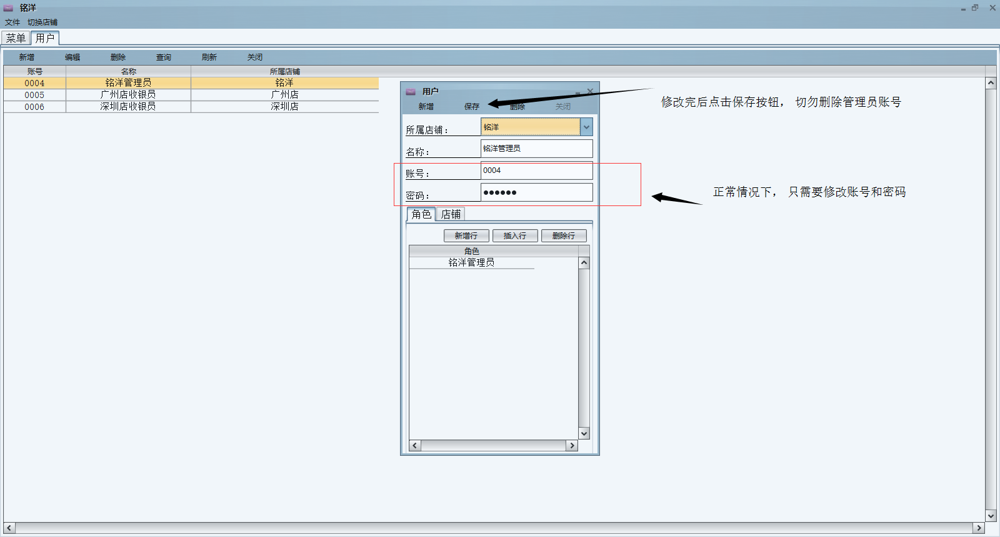 铭洋
文件 切换店铺
菜单 用户
新增 编辑 删除 查询 刷新 关闭
账号 名称 所属店铺
0004 铭洋管理员 铭洋
0005 广州店收银员 广州店
0006 深圳店收银员 深圳店
用户
新增 保存 删除 关闭
修改完后点击保存按钮， 切勿删除管理员账号
所属店铺： 铭洋
名称： 铭洋管理员
账号： 0004
密码： ●●●●●●
正常情况下， 只需要修改账号和密码
角色 店铺
新增行 插入行 删除行
角色
铭洋管理员